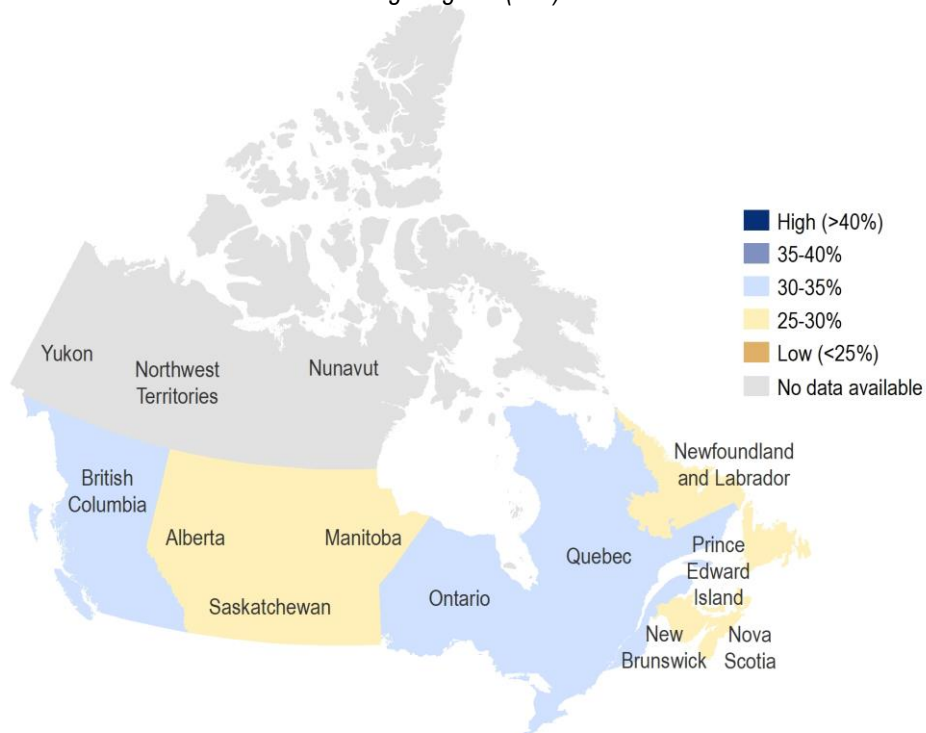 High (>40%)
35-40%
30-35%
25-30%
Low (<25%)
No data available
Yukon
Northwest
Territories
Nunavut
British
Columbia
Alberta
Saskatchewan
Manitoba
Ontario
Quebec
Newfoundland
and Labrador
Prince
Edward
Island
New
Brunswick
Nova
Scotia